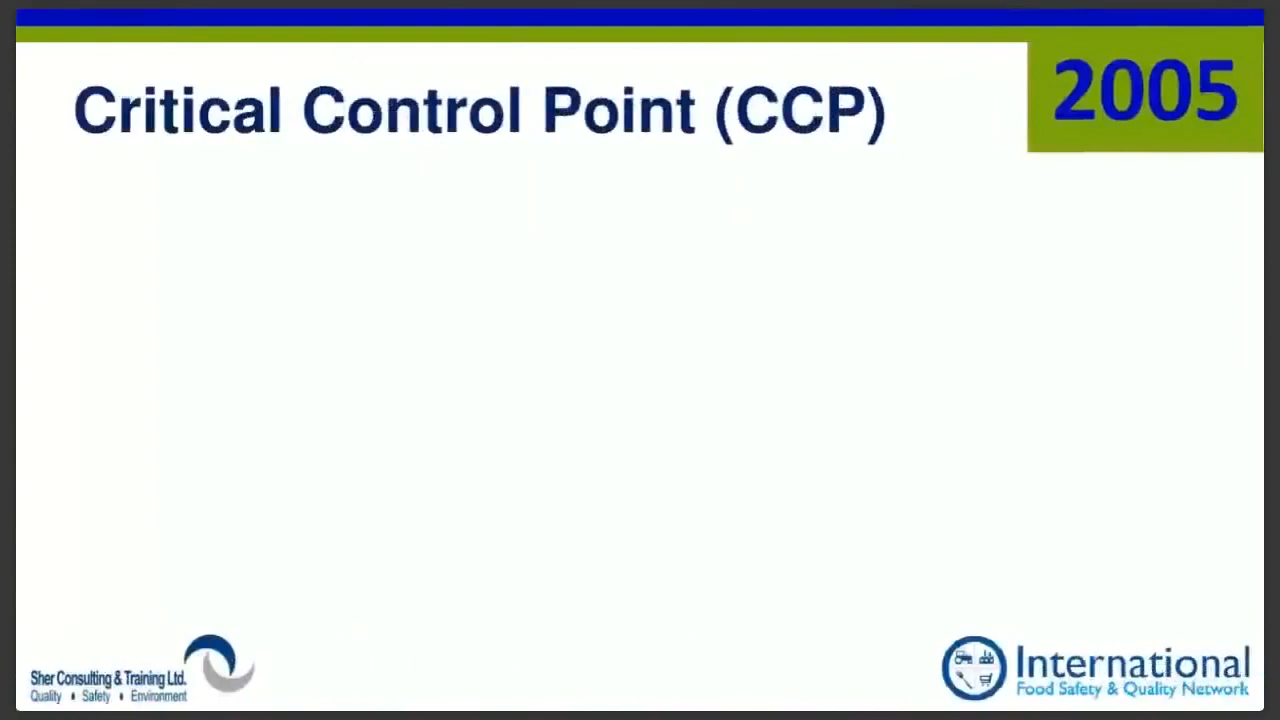 Critical Control Point (CCP)
2005
Sher Consulting & Training Ltd.
Quality • Safety • Environment
International
Food Safety & Quality Network